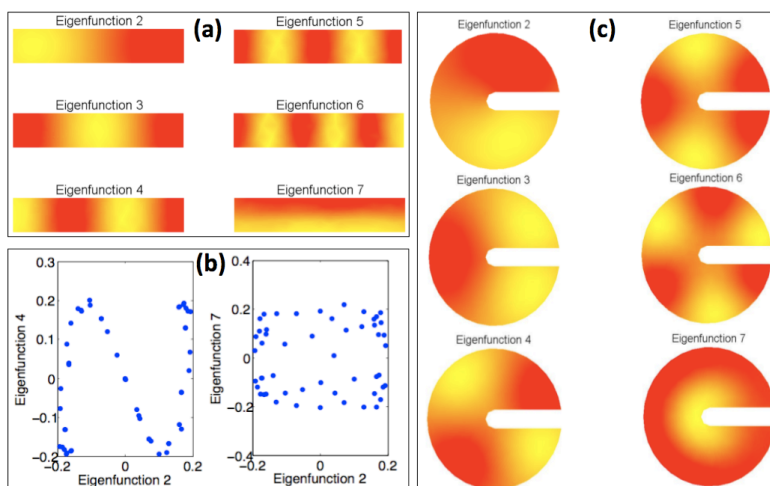 (a)
Eigenfunction 2
Eigenfunction 5
Eigenfunction 3
Eigenfunction 6
Eigenfunction 4
Eigenfunction 7
(b)
0.3
0.2
0.1
0
−0.1
−0.2
Eigenfunction 4
−0.2
0
0.2
Eigenfunction 2
0.4
0.2
0
−0.2
−0.4
Eigenfunction 7
−0.2
0
0.2
Eigenfunction 2
(c)
Eigenfunction 2
Eigenfunction 5
Eigenfunction 3
Eigenfunction 6
Eigenfunction 4
Eigenfunction 7